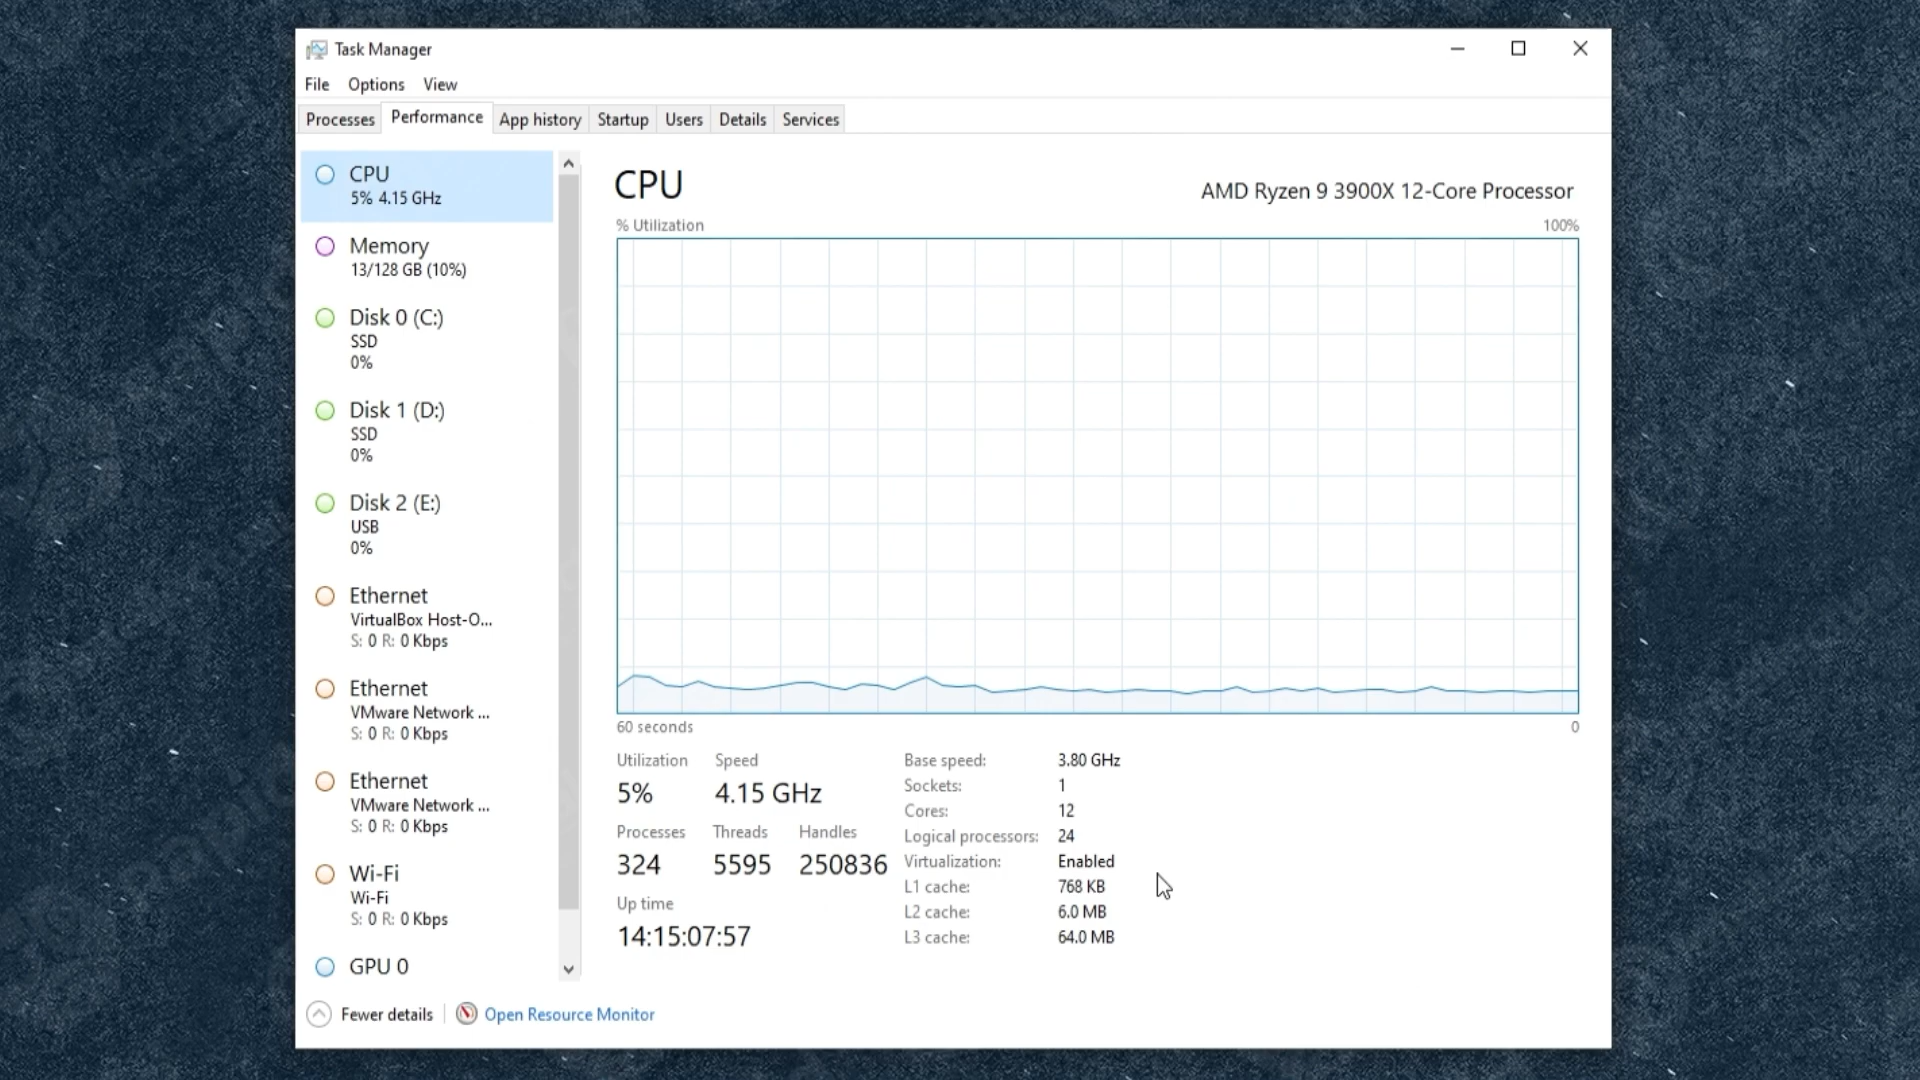 Task Manager
File Options View
Processes Performance App history Startup Users Details Services
CPU
5% 4.15 GHz
Memory
13/128 GB (10%)
Disk 0 (C:)
SSD
0%
Disk 1 (D:)
SSD
0%
Disk 2 (E:)
USB
0%
Ethernet
VirtualBox Host-O...
S: 0 R: 0 Kbps
Ethernet
VMware Network ...
S: 0 R: 0 Kbps
Ethernet
VMware Network ...
S: 0 R: 0 Kbps
Wi-Fi
Wi-Fi
S: 0 R: 0 Kbps
GPU 0
CPU AMD Ryzen 9 3900X 12-Core Processor
% Utilization 100%
60 seconds 0
Utilization Speed
5% 4.15 GHz
Processes Threads Handles
324 5595 250836
Up time
14:15:07:57
Base speed: 3.80 GHz
Sockets: 1
Cores: 12
Logical processors: 24
Virtualization: Enabled
L1 cache: 768 KB
L2 cache: 6.0 MB
L3 cache: 64.0 MB
Fewer details Open Resource Monitor